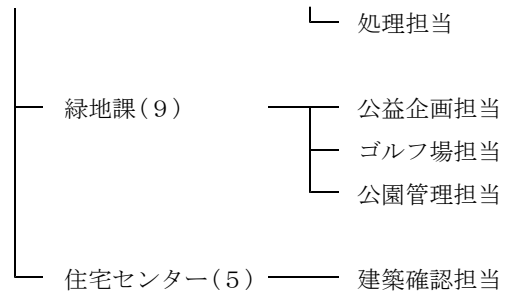 処理担当
緑地課(９) 公益企画担当
ゴルフ場担当
公園管理担当
住宅センター(５) 建築確認担当